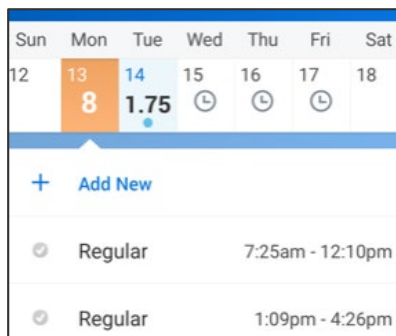 Sun Mon Tue Wed Thu Fri Sat
12 13 14 15 16 17 18
8 1.75
+ Add New
Regular 7:25am - 12:10pm
Regular 1:09pm - 4:26pm